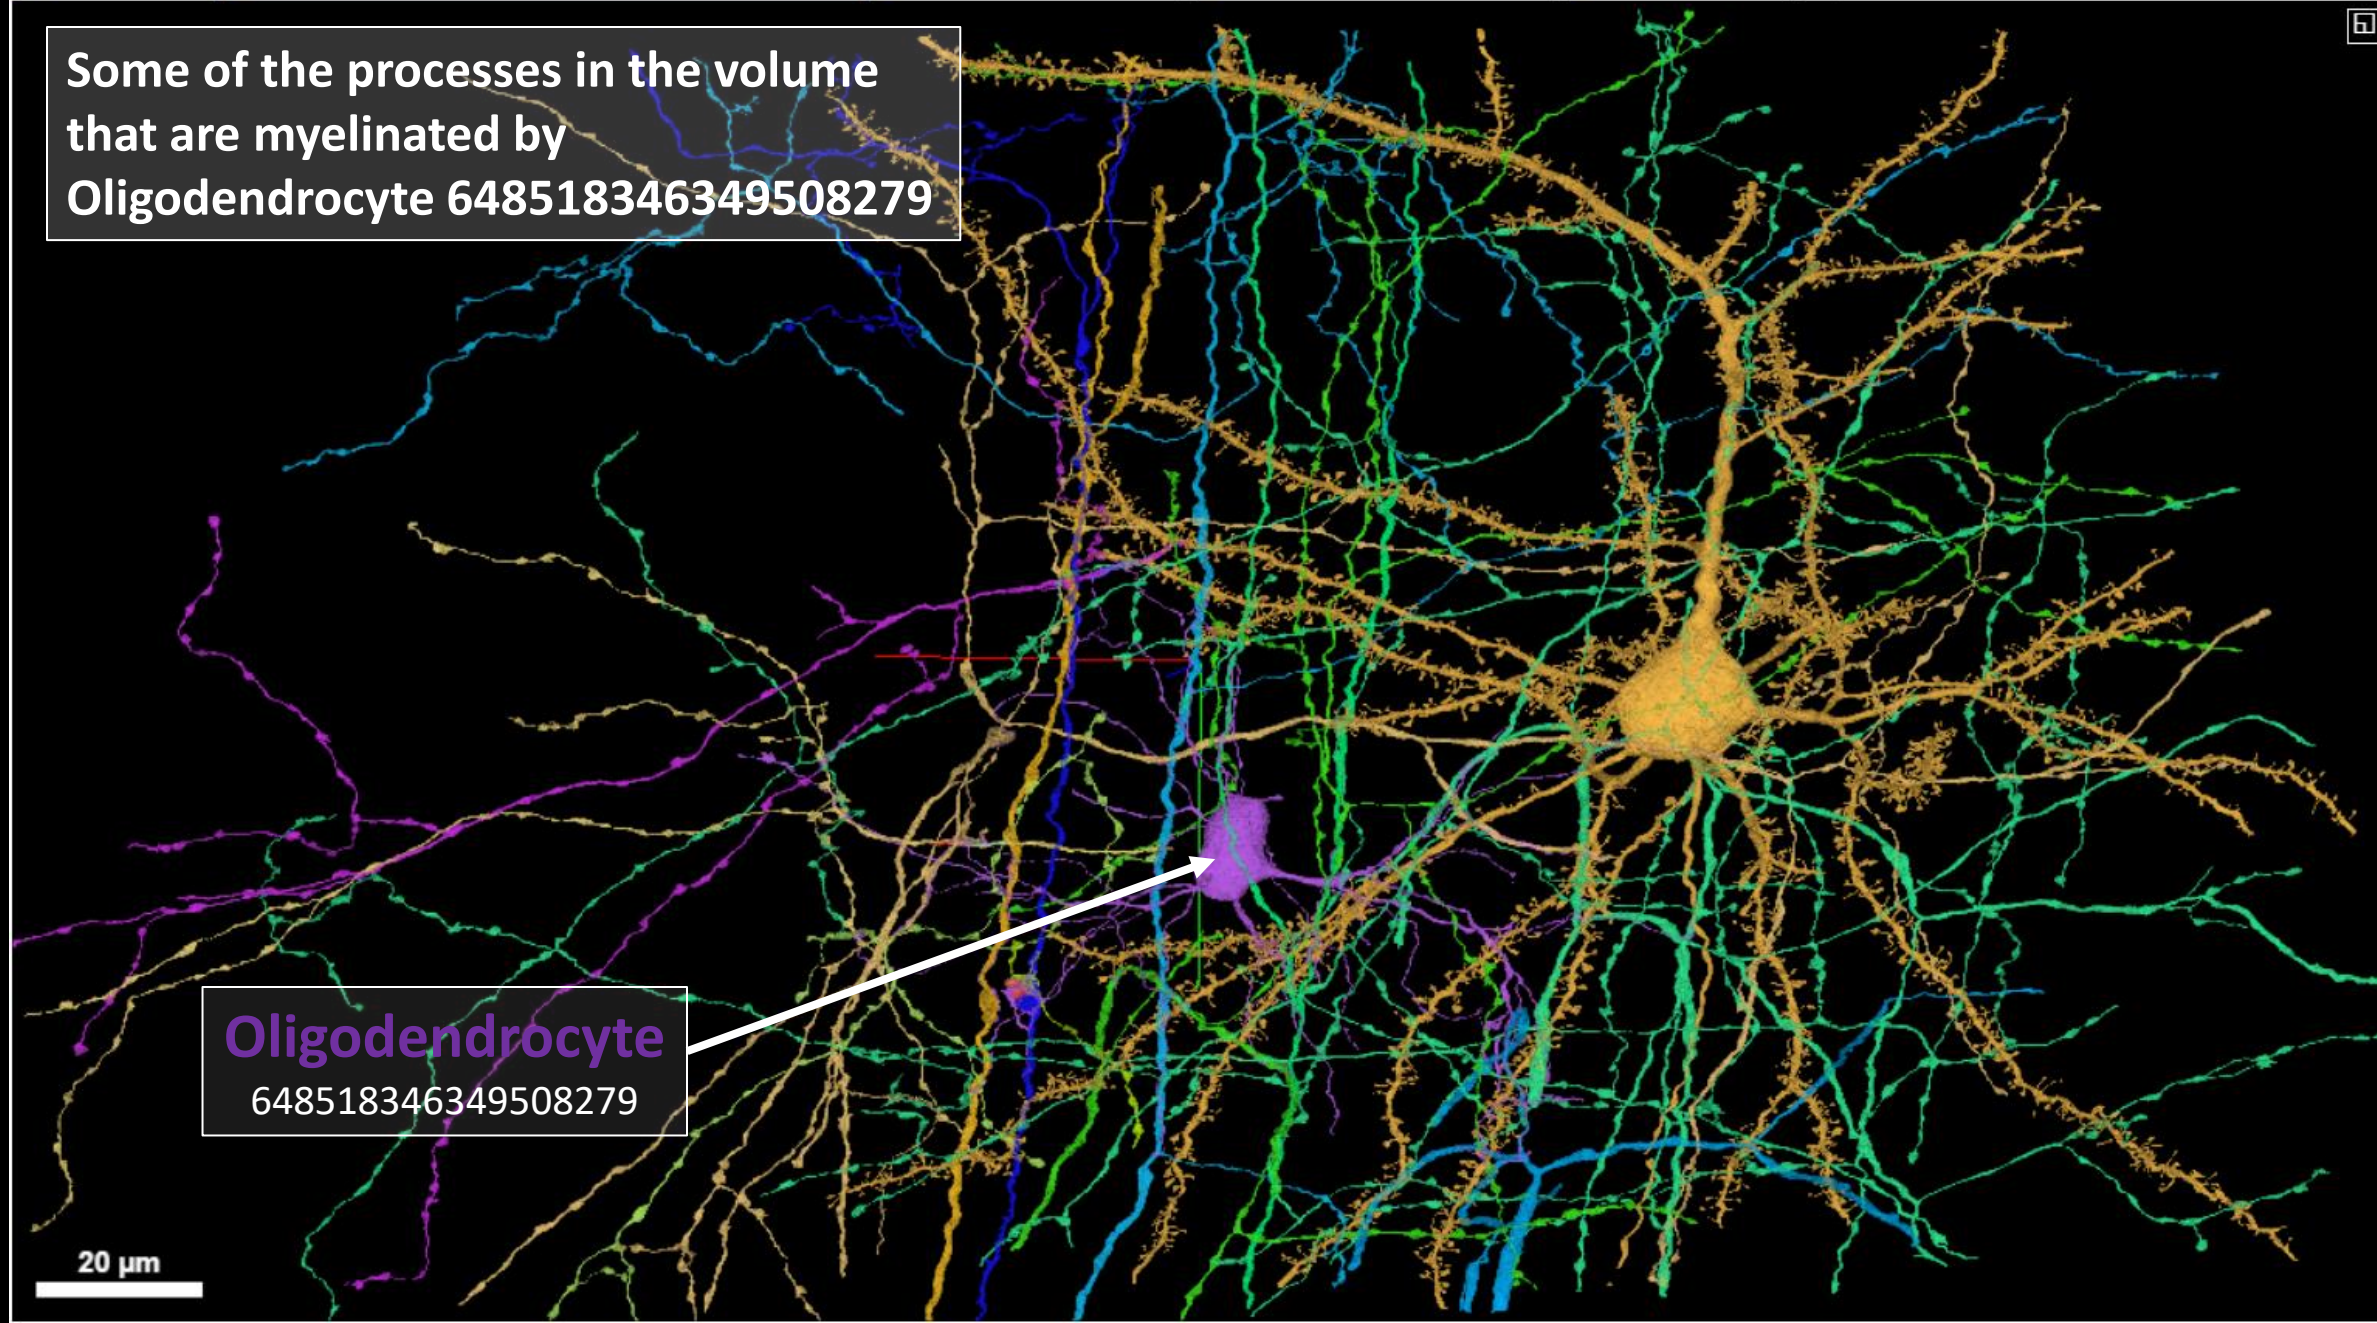 Some of the processes in the volume
that are myelinated by
Oligodendrocyte 648518346349508279
Oligodendrocyte
648518346349508279
20 µm